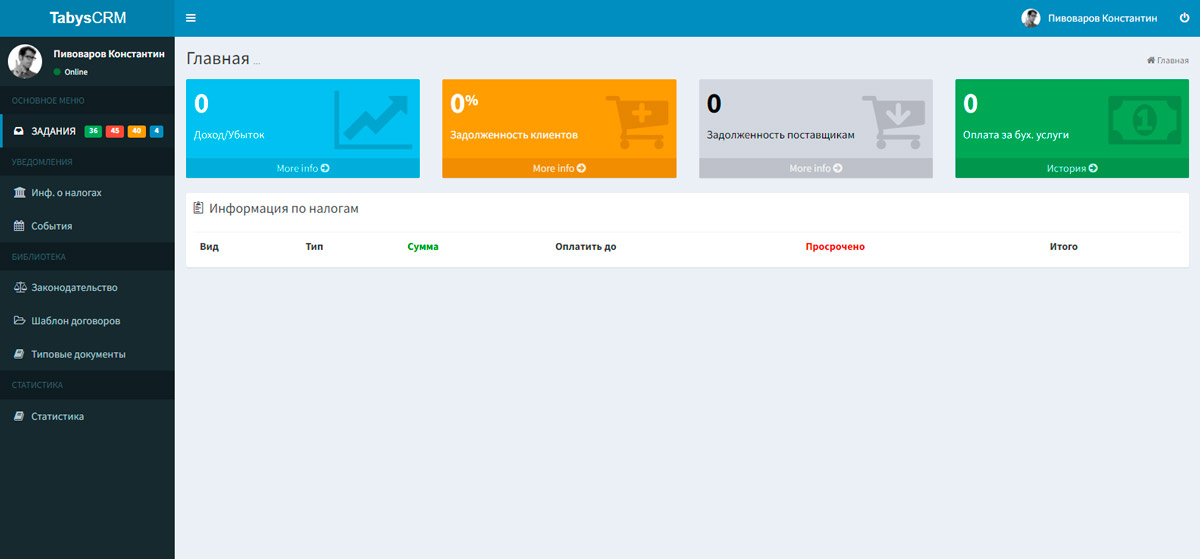 TabysCRM
Пивоваров Константин
Пивоваров Константин
Online
ОСНОВНОЕ МЕНЮ
ЗАДАНИЯ 36 45 40 4
УВЕДОМЛЕНИЯ
Инф. о налогах
События
БИБЛИОТЕКА
Законодательство
Шаблон договоров
Типовые документы
СТАТИСТИКА
Статистика
Главная ...
Главная
0
Доход/Убыток
More info
0%
Задолженность клиентов
More info
0
Задолженность поставщикам
More info
0
Оплата за бух. услуги
История
1
Информация по налогам
Вид Тип Сумма Оплатить до Просрочено Итого